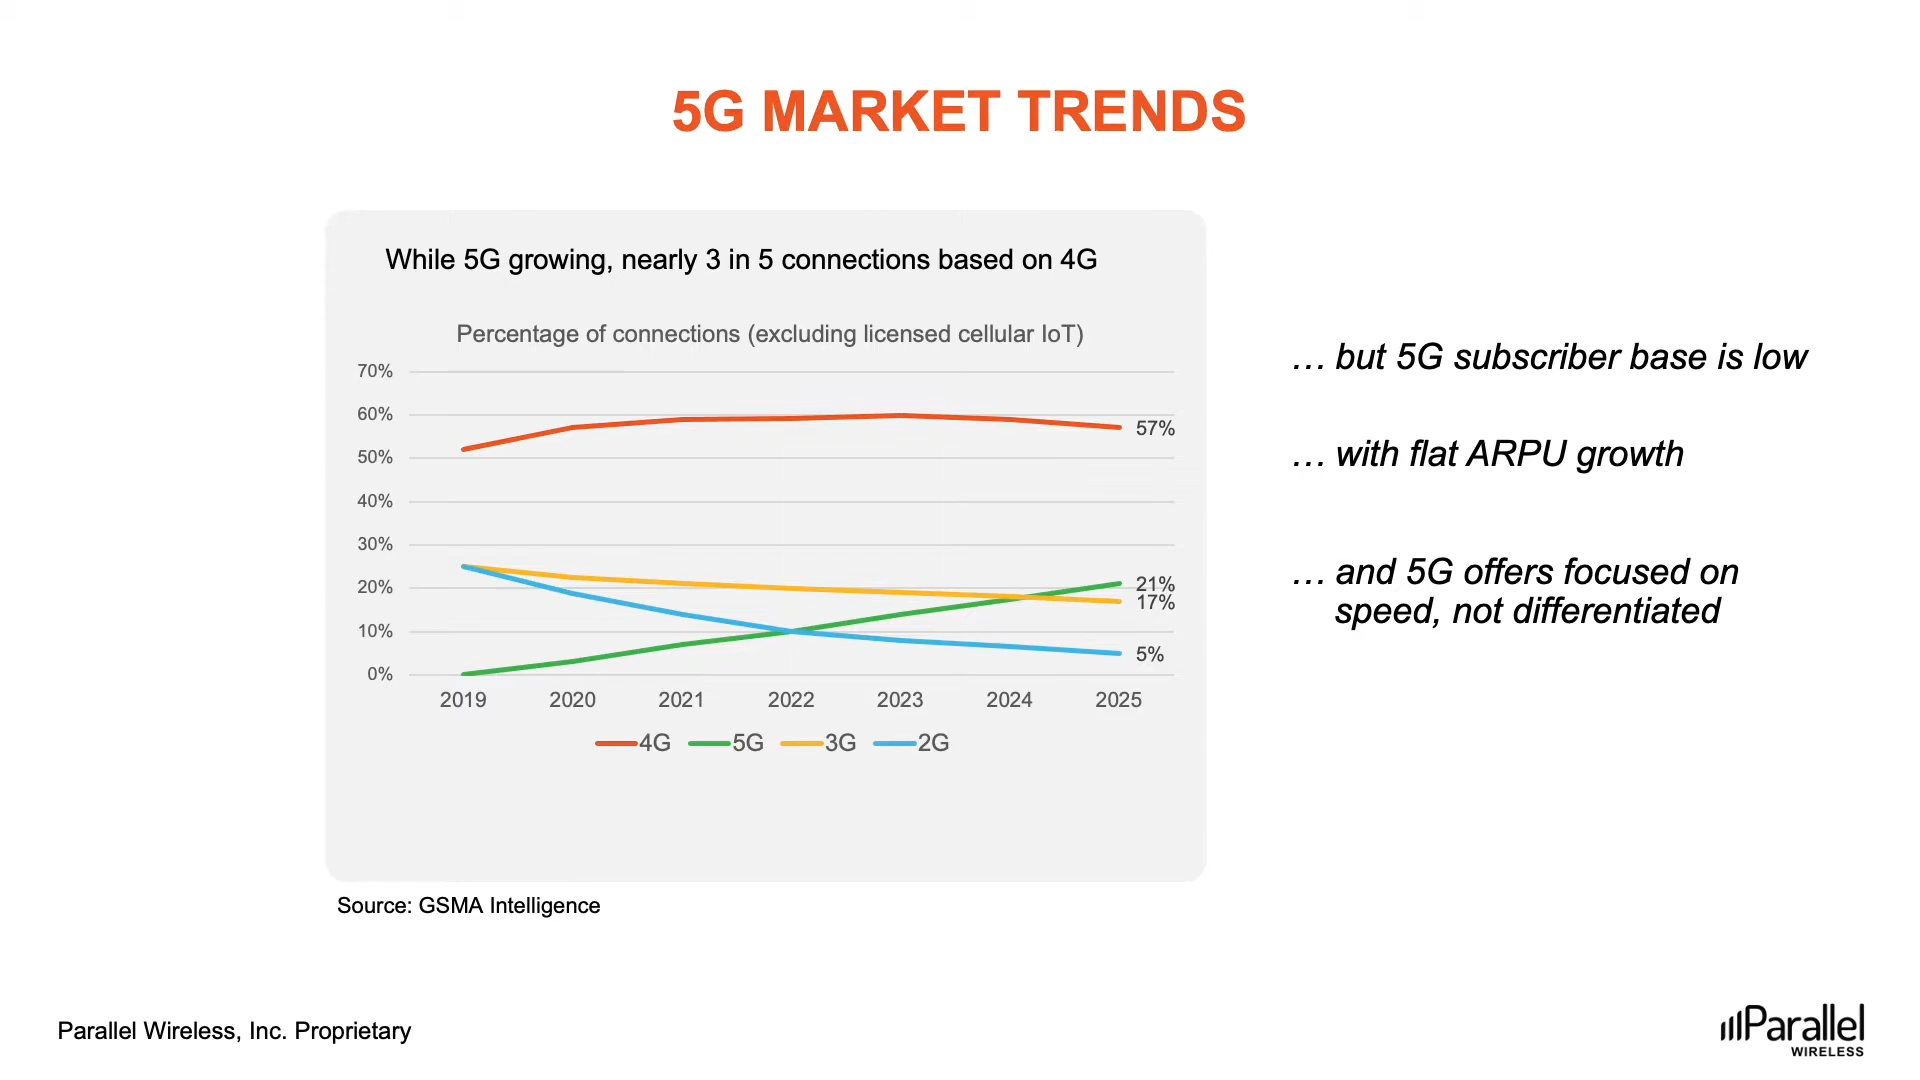 5G MARKET TRENDS
While 5G growing, nearly 3 in 5 connections based on 4G
Percentage of connections (excluding licensed cellular IoT)
70%
60%
50%
40%
30%
20%
10%
0%
57%
21%
17%
5%
2019 2020 2021 2022 2023 2024 2025
4G 5G 3G 2G
… but 5G subscriber base is low
… with flat ARPU growth
… and 5G offers focused on
speed, not differentiated
Source: GSMA Intelligence
Parallel Wireless, Inc. Proprietary
Parallel
WIRELESS